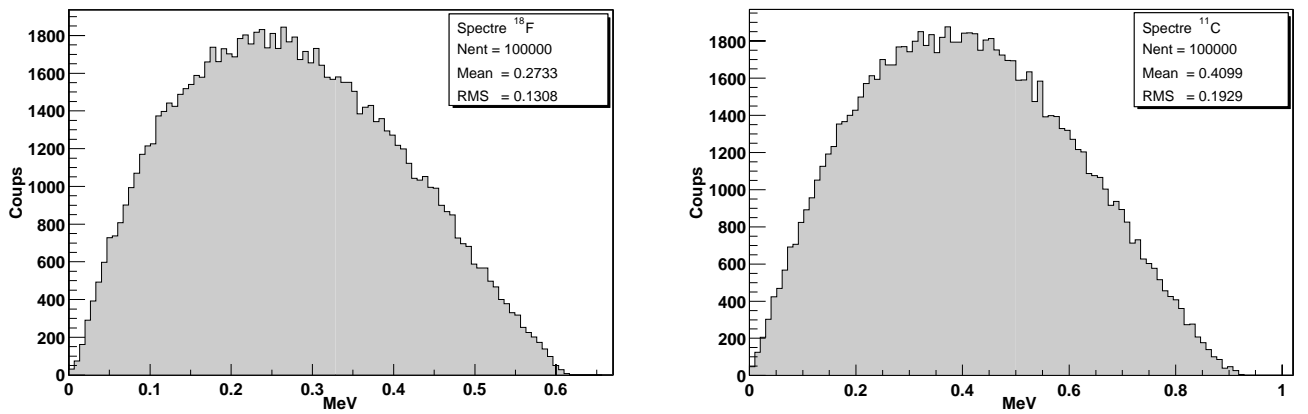 1800
1600
1400
1200
1000
800
600
400
200
0
Coups
Spectre ¹⁸F
Nent = 100000
Mean = 0.2733
RMS = 0.1308
0 0.1 0.2 0.3 0.4 0.5 0.6
MeV
1800
1600
1400
1200
1000
800
600
400
200
0
Coups
Spectre ¹¹C
Nent = 100000
Mean = 0.4099
RMS = 0.1929
0 0.2 0.4 0.6 0.8 1
MeV